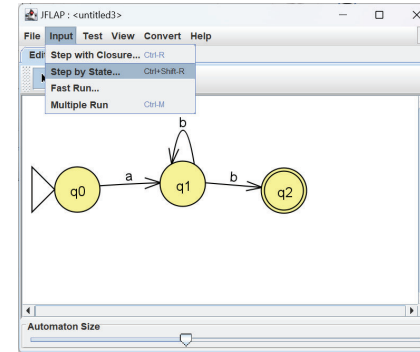 JFLAP : <untitled3>
File Input Test View Convert Help
Step with Closure... Ctrl-R
Step by State... Ctrl+Shift-R
Fast Run...
Multiple Run Ctrl-M
b
q0 a q1 b q2
Automaton Size